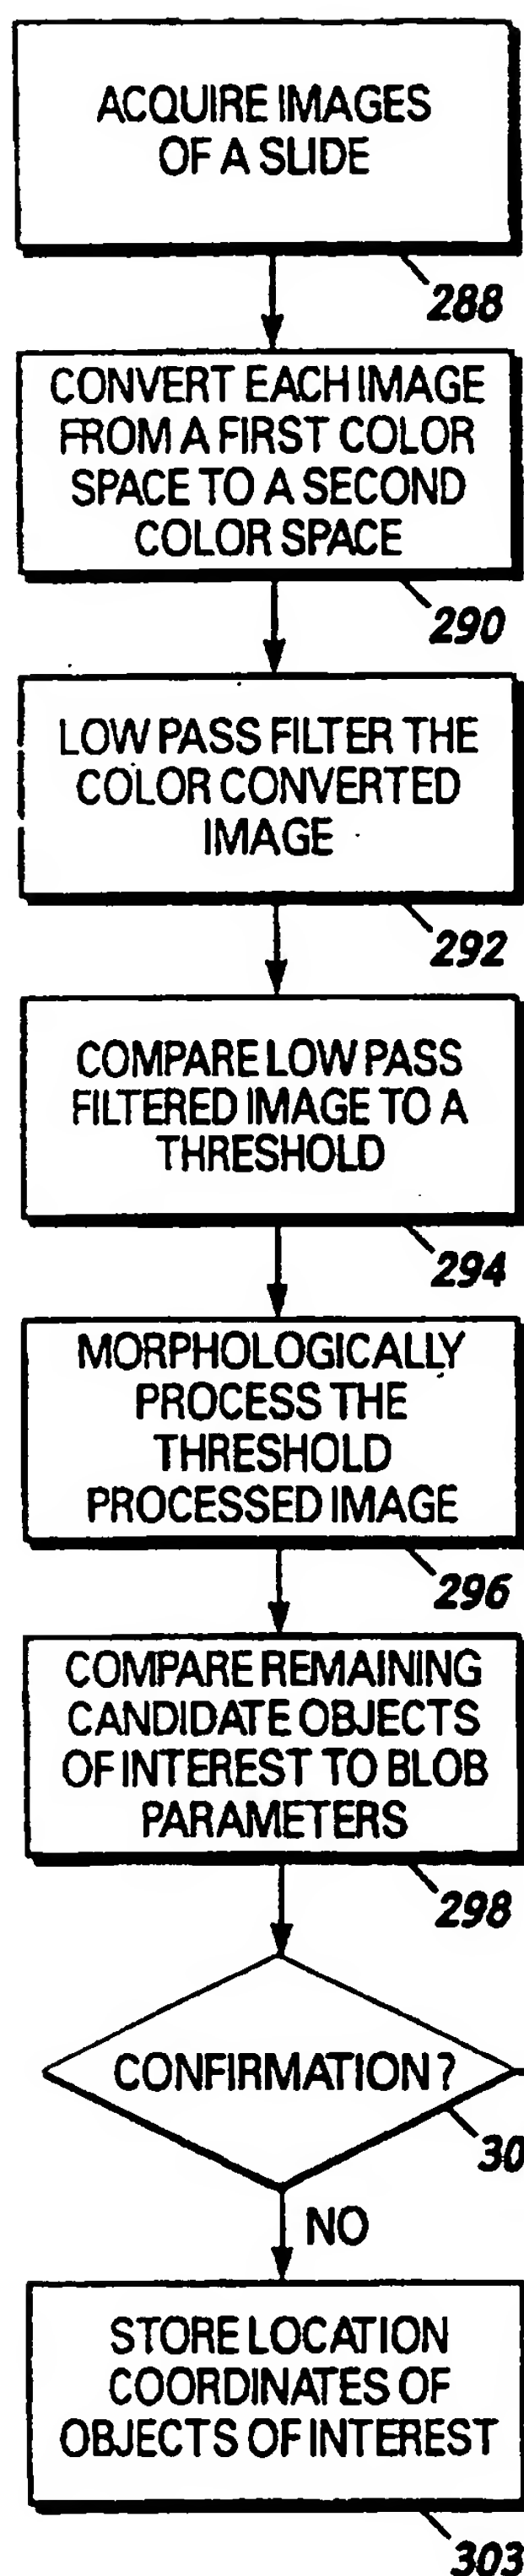 ACQUIRE IMAGES
OF A SLIDE
288
CONVERT EACH IMAGE
FROM A FIRST COLOR
SPACE TO A SECOND
COLOR SPACE
290
LOW PASS FILTER THE
COLOR CONVERTED
IMAGE
292
COMPARE LOW PASS
FILTERED IMAGE TO A
THRESHOLD
294
MORPHOLOGICALLY
PROCESS THE
THRESHOLD
PROCESSED IMAGE
296
COMPARE REMAINING
CANDIDATE OBJECTS
OF INTEREST TO BLOB
PARAMETERS
298
CONFIRMATION?
NO
STORE LOCATION
COORDINATES OF
OBJECTS OF INTEREST
303